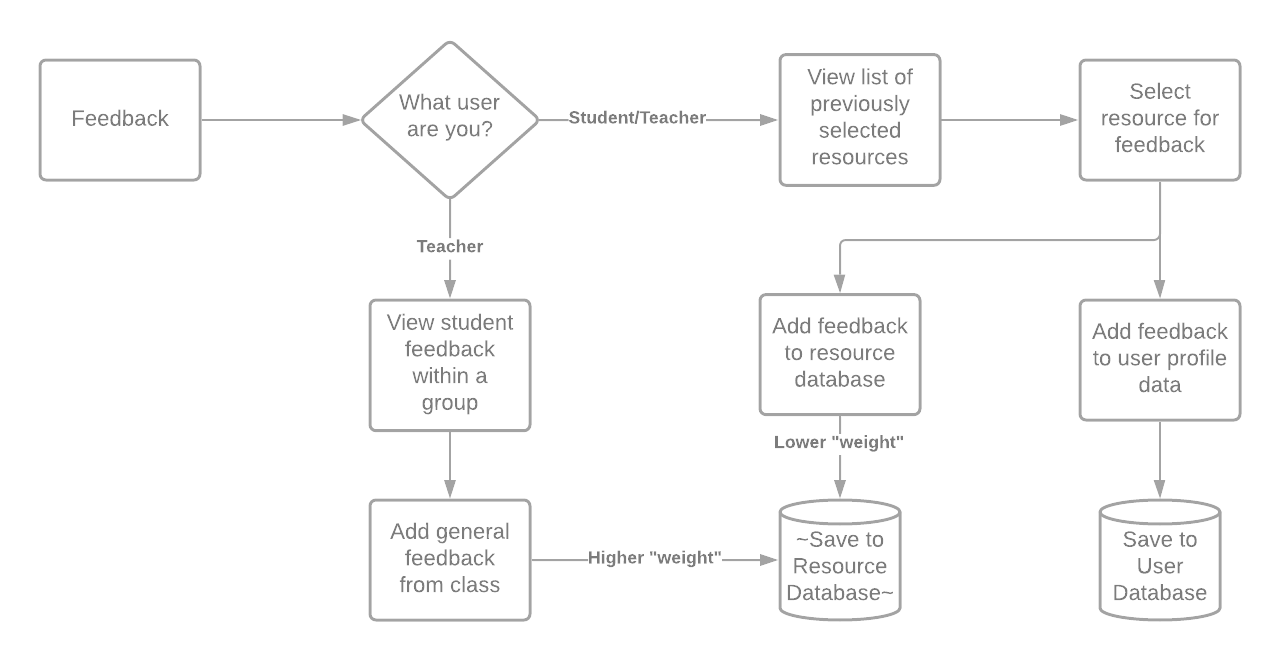 Feedback
What user
are you?
Student/Teacher
View list of
previously
selected
resources
Select
resource for
feedback
Teacher
View student
feedback
within a
group
Add feedback
to resource
database
Add feedback
to user profile
data
Lower "weight"
Add general
feedback
from class
Higher "weight"
~Save to
Resource
Database~
Save to
User
Database